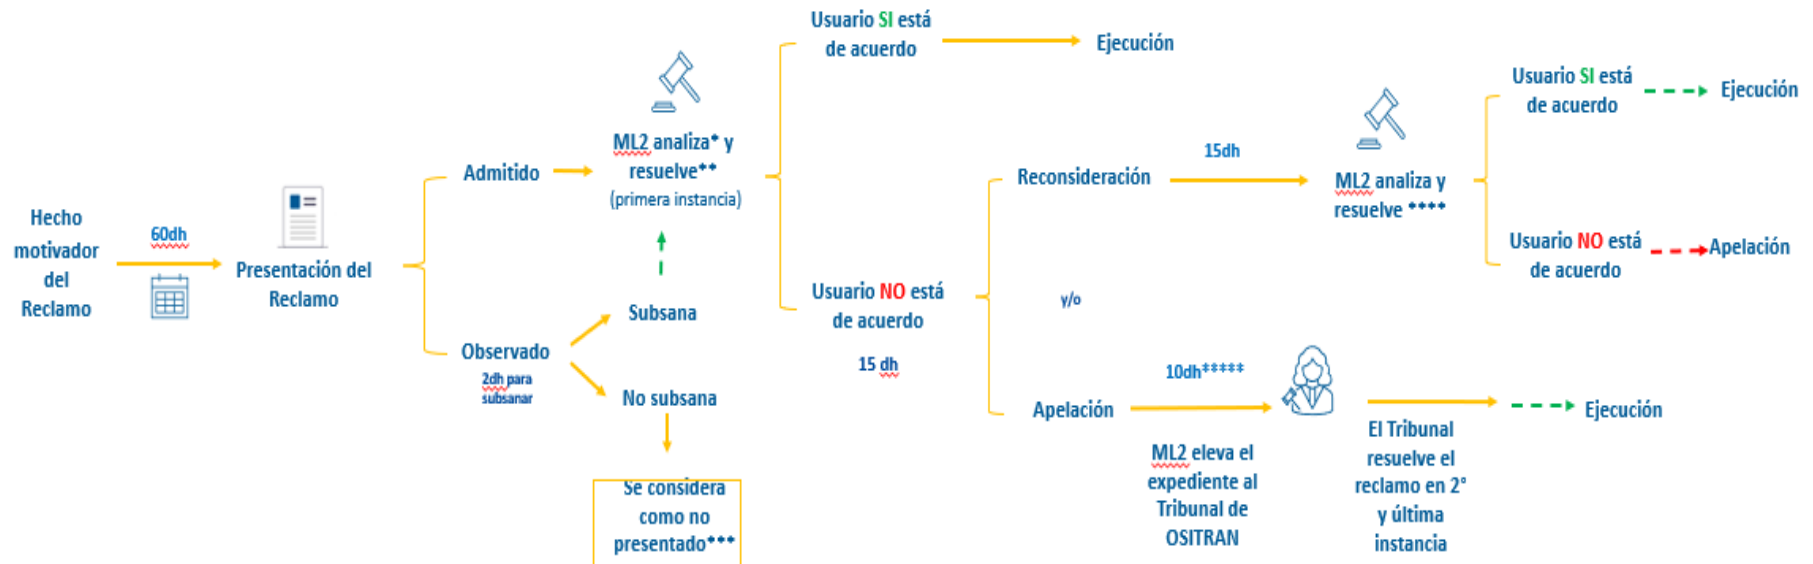 Hecho
motivador
del
Reclamo
60dh
Presentación del
Reclamo
Admitido
Observado
2dh para
subsanar
ML2 analiza* y
resuelve**
(primera instancia)
Subsana
No subsana
Se considera
como no
presentado***
Usuario SI está
de acuerdo
Ejecución
Usuario NO está
de acuerdo
15 dh
Reconsideración
15dh
y/o
Apelación
10dh*****
ML2 eleva el
expediente al
Tribunal de
OSITRAN
ML2 analiza y
resuelve ****
Usuario SI está
de acuerdo
Ejecución
Usuario NO está
de acuerdo
Apelación
El Tribunal
resuelve el
reclamo en 2°
y última
instancia
Ejecución